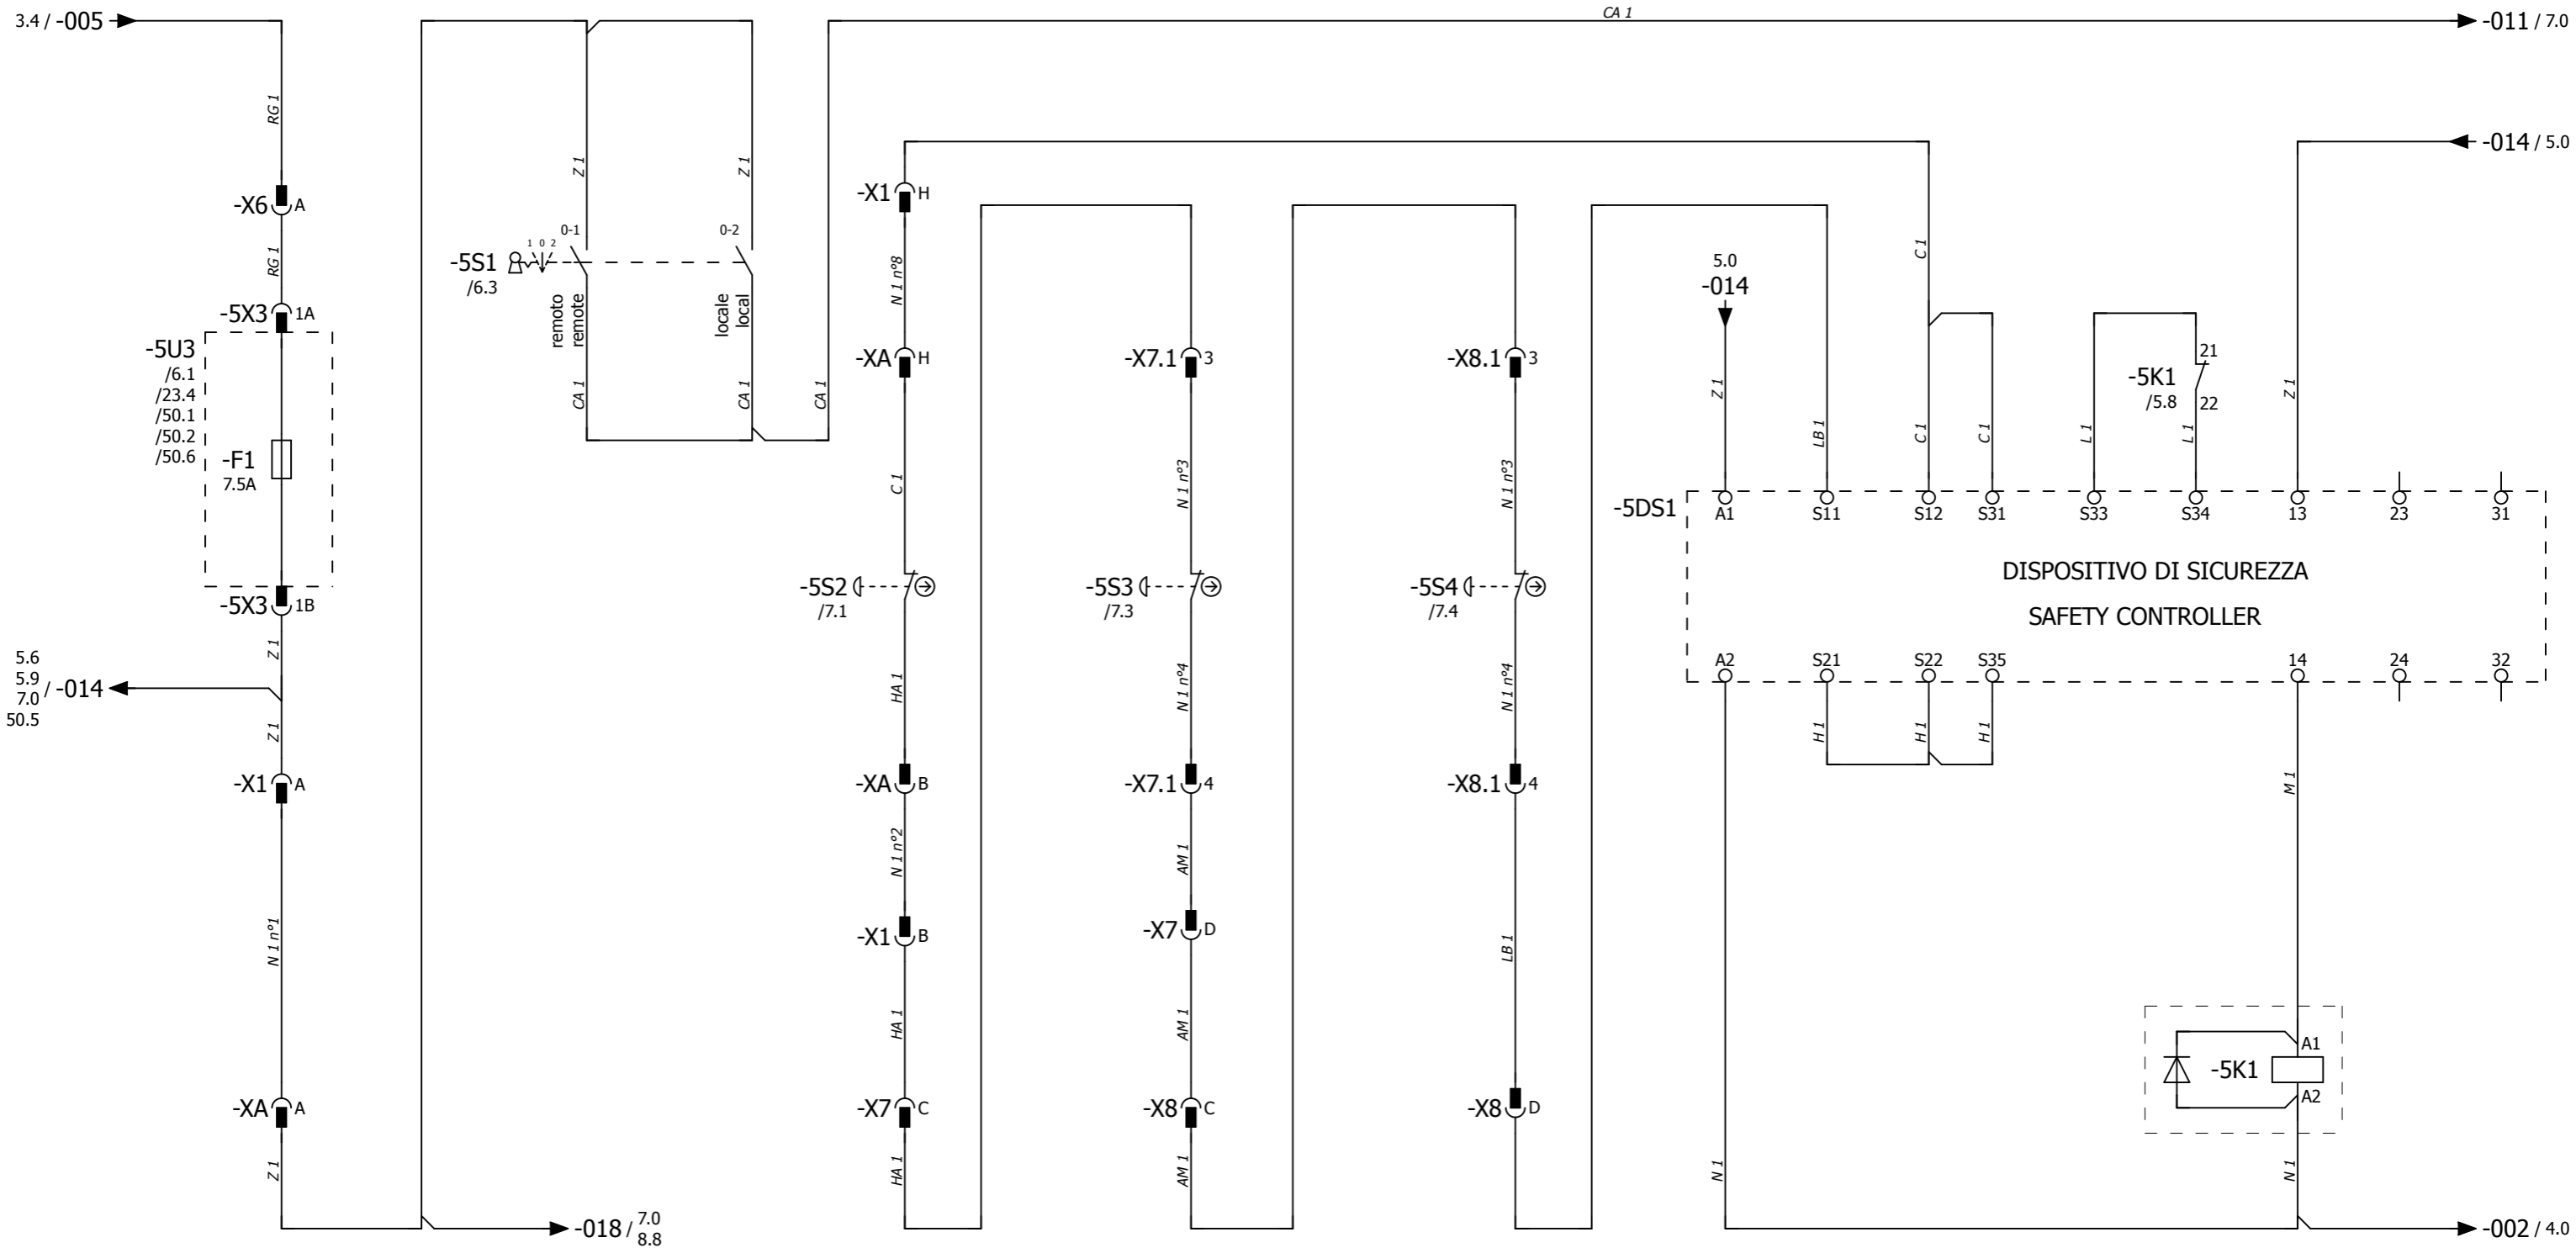 3.4 / -005
CA 1
-011 / 7.0
RG 1
Z 1
Z 1
-014 / 5.0
-X6 A
-X1 H
RG 1
0-1
0-2
1 0 2
-5S1
/6.3
N 1 n°8
C 1
5.0
-014
remoto
remote
locale
local
-5X3 1A
-5U3
/6.1
/23.4
/50.1
/50.2
/50.6
-XA H
-X7.1 3
-X8.1 3
21
-5K1
/5.8
22
CA 1
CA 1
CA 1
Z 1
LB 1
C 1
C 1
L 1
L 1
Z 1
-F1
7.5A
C 1
N 1 n°3
N 1 n°3
-5DS1
A1
S11
S12
S31
S33
S34
13
23
31
DISPOSITIVO DI SICUREZZA
SAFETY CONTROLLER
-5X3 1B
-5S2
/7.1
-5S3
/7.3
-5S4
/7.4
Z 1
5.6
5.9
7.0
50.5
/ -014
HA 1
N 1 n°4
N 1 n°4
A2
S21
S22
S35
14
24
32
Z 1
H 1
H 1
H 1
-X1 A
-XA B
-X7.1 4
-X8.1 4
M 1
N 1 n°2
AM 1
N 1 n°1
-X1 B
-X7 D
LB 1
HA 1
AM 1
A1
-5K1
A2
-XA A
-X7 C
-X8 C
-X8 D
Z 1
HA 1
AM 1
N 1
N 1
-018 / 7.0
8.8
-002 / 4.0